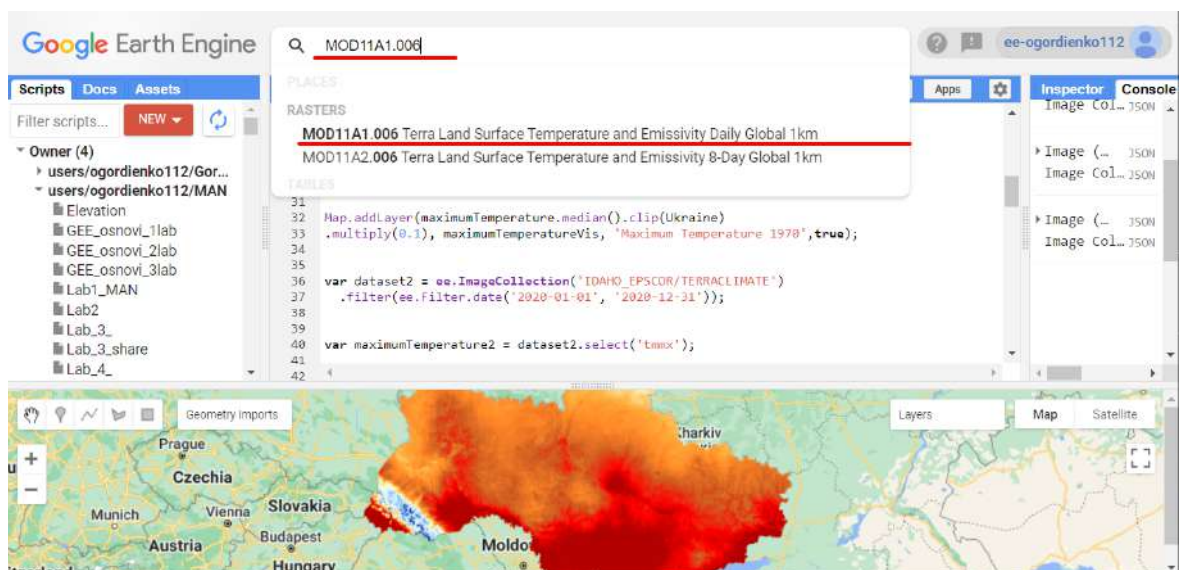 Google Earth Engine
MOD11A1.006
ee-ogordienko112
PLACES
RASTERS
MOD11A1.006 Terra Land Surface Temperature and Emissivity Daily Global 1km
MOD11A2.006 Terra Land Surface Temperature and Emissivity 8-Day Global 1km
TABLES
Scripts Docs Assets
Filter scripts... NEW
Owner (4)
users/ogordienko112/Gor...
users/ogordienko112/MAN
Elevation
GEE_osnovi_1lab
GEE_osnovi_2lab
GEE_osnovi_3lab
Lab1_MAN
Lab2
Lab_3_
Lab_3_share
Lab_4_
31
32 Map.addLayer(maximumTemperature.median().clip(Ukraine)
33 .multiply(0.1), maximumTemperatureVis, 'Maximum Temperature 1970',true);
34
35
36 var dataset2 = ee.ImageCollection('IDAHO_EPSCOR/TERRACLIMATE')
37 .filter(ee.Filter.date('2020-01-01', '2020-12-31'));
38
39
40 var maximumTemperature2 = dataset2.select('tmmx');
41
42
Apps
Inspector Console
Image Col… JSON
Image (… JSON
Image Col… JSON
Image (… JSON
Image Col… JSON
Geometry Imports
Layers
Map Satellite
+
−
Prague
Czechia
Kharkiv
Munich
Vienna
Slovakia
Austria
Budapest
Hungary
Moldo